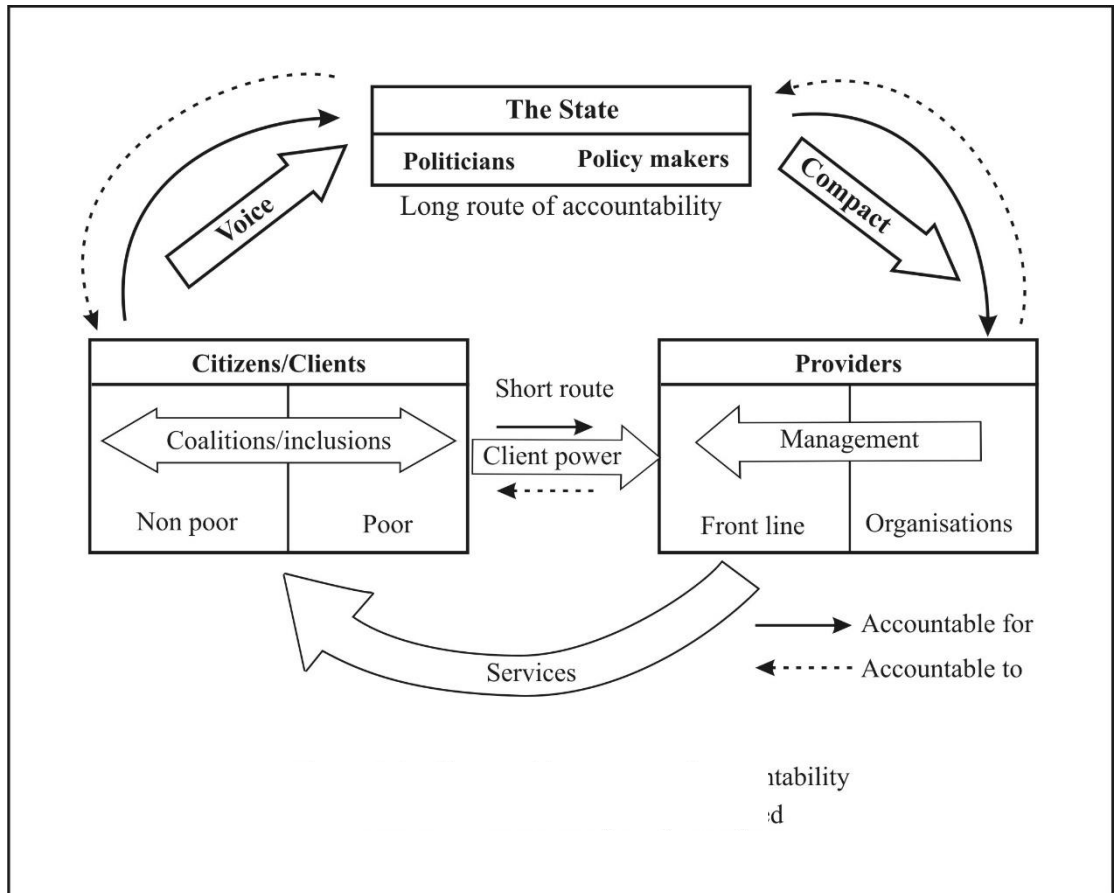 The State
Politicians Policy makers
Long route of accountability
Voice
Compact
Citizens/Clients
Coalitions/inclusions
Non poor Poor
Short route
Client power
Providers
Management
Front line Organisations
Services
Accountable for
Accountable to